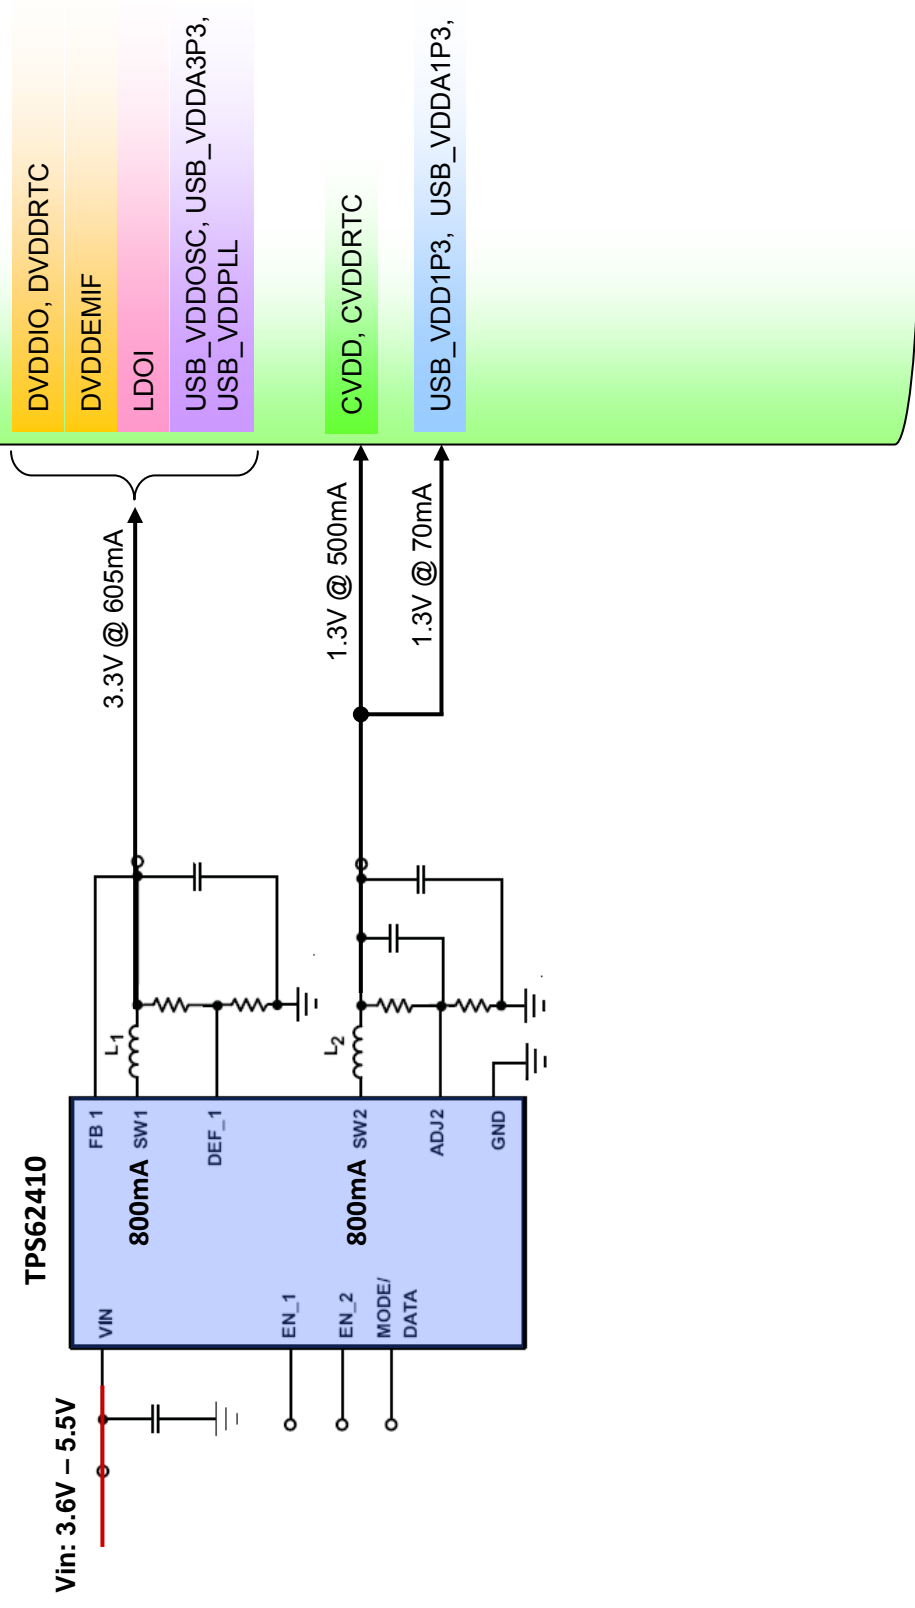 TPS62410
Vin: 3.6V – 5.5V
VIN
EN_1
EN_2
MODE/
DATA
FB 1
SW1
800mA
DEF_1
SW2
800mA
ADJ2
GND
L1
L2
3.3V @ 605mA
1.3V @ 500mA
1.3V @ 70mA
DVDDIO, DVDDRTC
DVDDEMIF
LDOI
USB_VDDOSC, USB_VDDA3P3,
USB_VDDPLL
CVDD, CVDDRTC
USB_VDD1P3, USB_VDDA1P3,